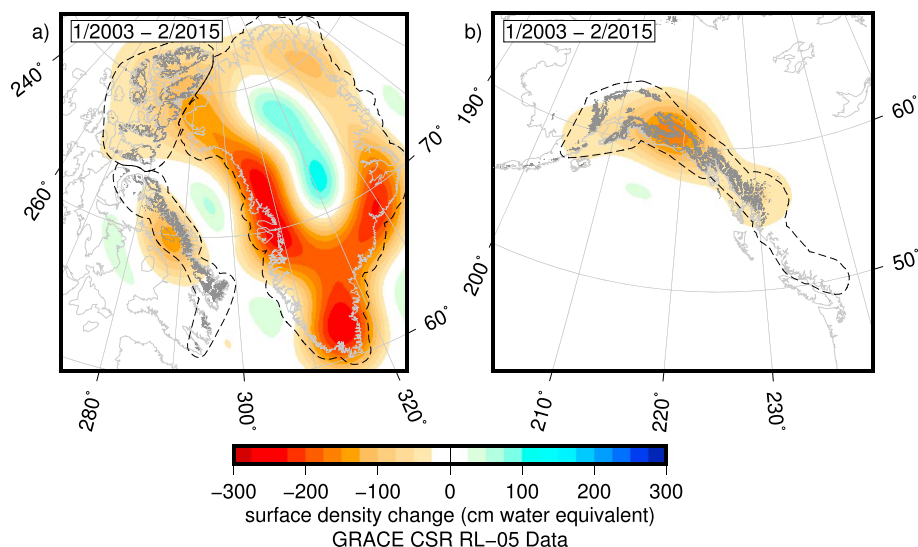 a)
1/2003 − 2/2015
b)
1/2003 − 2/2015
240°
260°
70°
60°
280°
300°
320°
190°
200°
60°
50°
210°
220°
230°
−300 −200 −100 0 100 200 300
surface density change (cm water equivalent)
GRACE CSR RL−05 Data